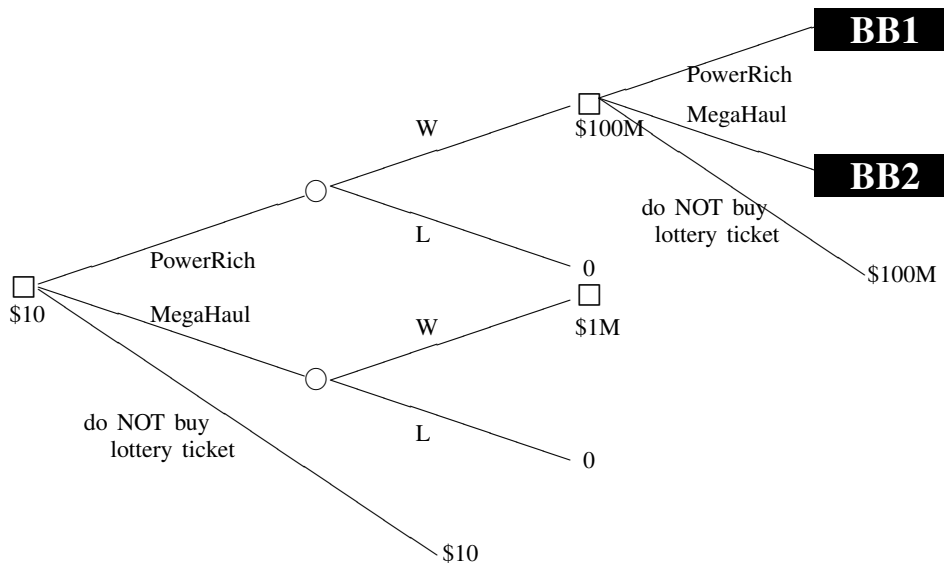 BB1
PowerRich
MegaHaul
W
$100M
BB2
do NOT buy
lottery ticket
L
PowerRich
0
$100M
$10
MegaHaul
W
$1M
do NOT buy
lottery ticket
L
0
$10